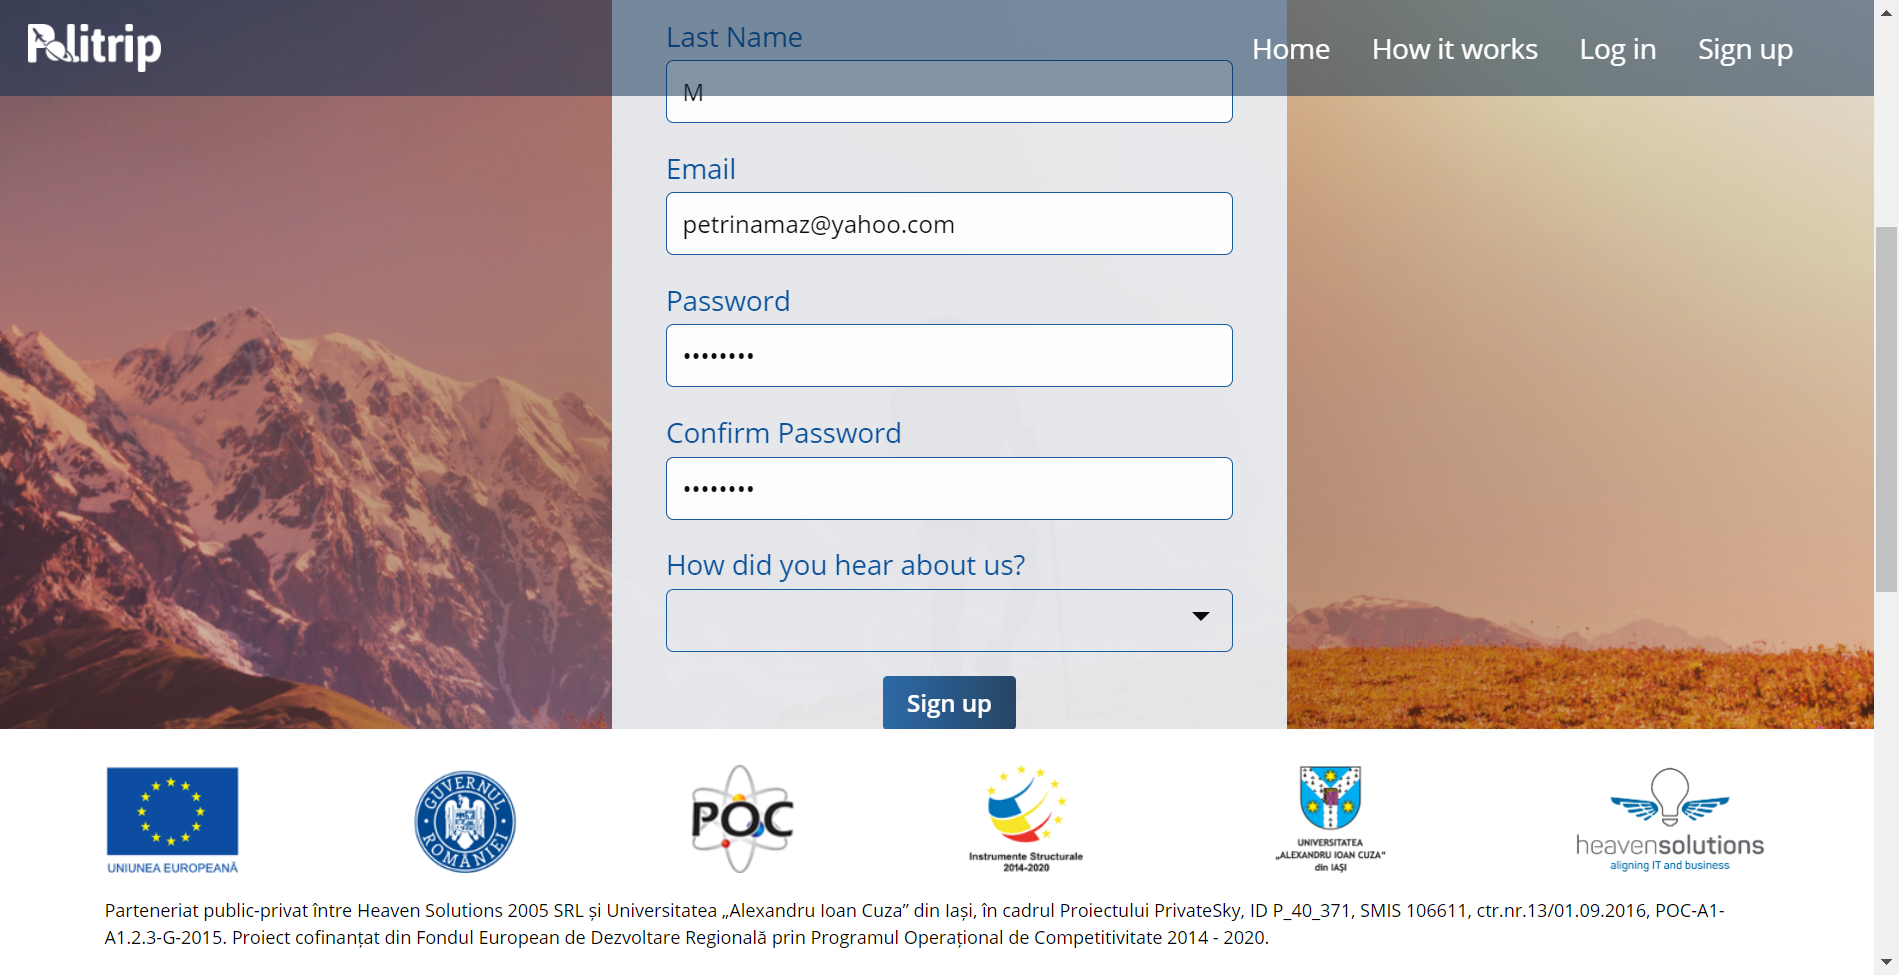 Politrip
Home How it works Log in Sign up
Last Name
M
Email
petrinamaz@yahoo.com
Password
••••••••
Confirm Password
••••••••
How did you hear about us?
Sign up
UNIUNEA EUROPEANĂ
GUVERNUL ROMÂNIEI
POC
Instrumente Structurale
2014-2020
UNIVERSITATEA
„ALEXANDRU IOAN CUZA”
din IAŞI
heavensolutions
aligning IT and business
Parteneriat public-privat între Heaven Solutions 2005 SRL și Universitatea „Alexandru Ioan Cuza” din Iași, în cadrul Proiectului PrivateSky, ID P_40_371, SMIS 106611, ctr.nr.13/01.09.2016, POC-A1-
A1.2.3-G-2015. Proiect cofinanțat din Fondul European de Dezvoltare Regională prin Programul Operațional de Competitivitate 2014 - 2020.